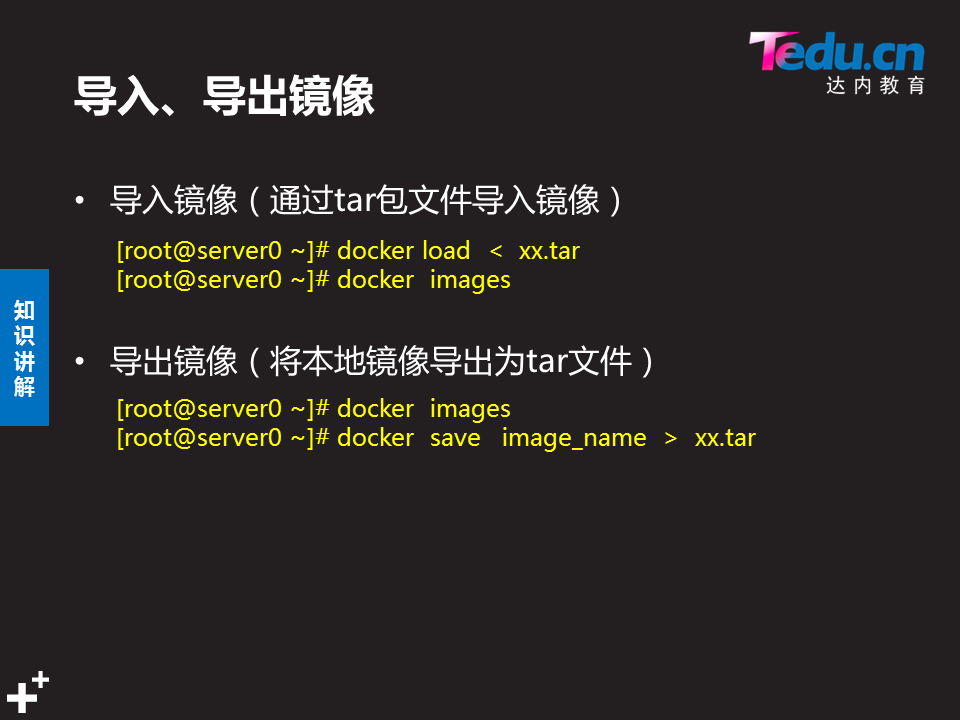 Tedu.cn
达内教育
导入、导出镜像
• 导入镜像（通过tar包文件导入镜像）
[root@server0 ~]# docker load < xx.tar
[root@server0 ~]# docker images
知识讲解
• 导出镜像（将本地镜像导出为tar文件）
[root@server0 ~]# docker images
[root@server0 ~]# docker save image_name > xx.tar